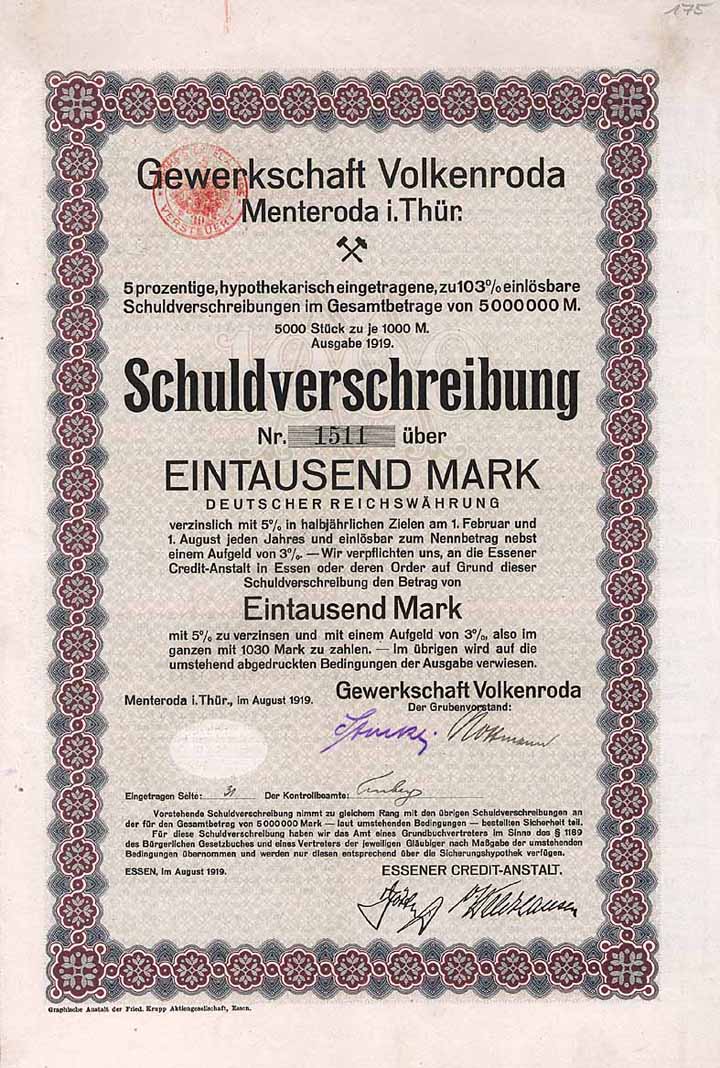 175
Gewerkschaft Volkenroda
Menteroda i. Thür.
VERSTEUERT
5 prozentige, hypothekarisch eingetragene, zu 103% einlösbare
Schuldverschreibungen im Gesamtbetrage von 5000000 M.
5000 Stück zu je 1000 M.
Ausgabe 1919.
Schuldverschreibung
Nr. 1511 über
EINTAUSEND MARK
DEUTSCHER REICHSWÄHRUNG
verzinslich mit 5% in halbjährlichen Zielen am 1. Februar und
1. August jeden Jahres und einlösbar zum Nennbetrag nebst
einem Aufgeld von 3%. — Wir verpflichten uns, an die Essener
Credit-Anstalt in Essen oder deren Order auf Grund dieser
Schuldverschreibung den Betrag von
Eintausend Mark
mit 5% zu verzinsen und mit einem Aufgeld von 3%, also im
ganzen mit 1030 Mark zu zahlen. — Im übrigen wird auf die
umstehend abgedruckten Bedingungen der Ausgabe verwiesen.
Menteroda i. Thür., im August 1919.
Gewerkschaft Volkenroda
Der Grubenvorstand:
Eingetragen Seite: 31 Der Kontrollbeamte:
Vorstehende Schuldverschreibung nimmt zu gleichem Rang mit den übrigen Schuldverschreibungen an
der für den Gesamtbetrag von 5000000 Mark — laut umstehenden Bedingungen — bestellten Sicherheit teil.
Für diese Schuldverschreibung haben wir das Amt eines Grundbuchvertreters im Sinne des § 1189
des Bürgerlichen Gesetzbuches und eines Vertreters der jeweiligen Gläubiger nach Maßgabe der umstehenden
Bedingungen übernommen und werden nur diesen entsprechend über die Sicherungshypothek verfügen.
ESSEN, im August 1919.
ESSENER CREDIT-ANSTALT.
Graphische Anstalt der Fried. Krupp Aktiengesellschaft, Essen.